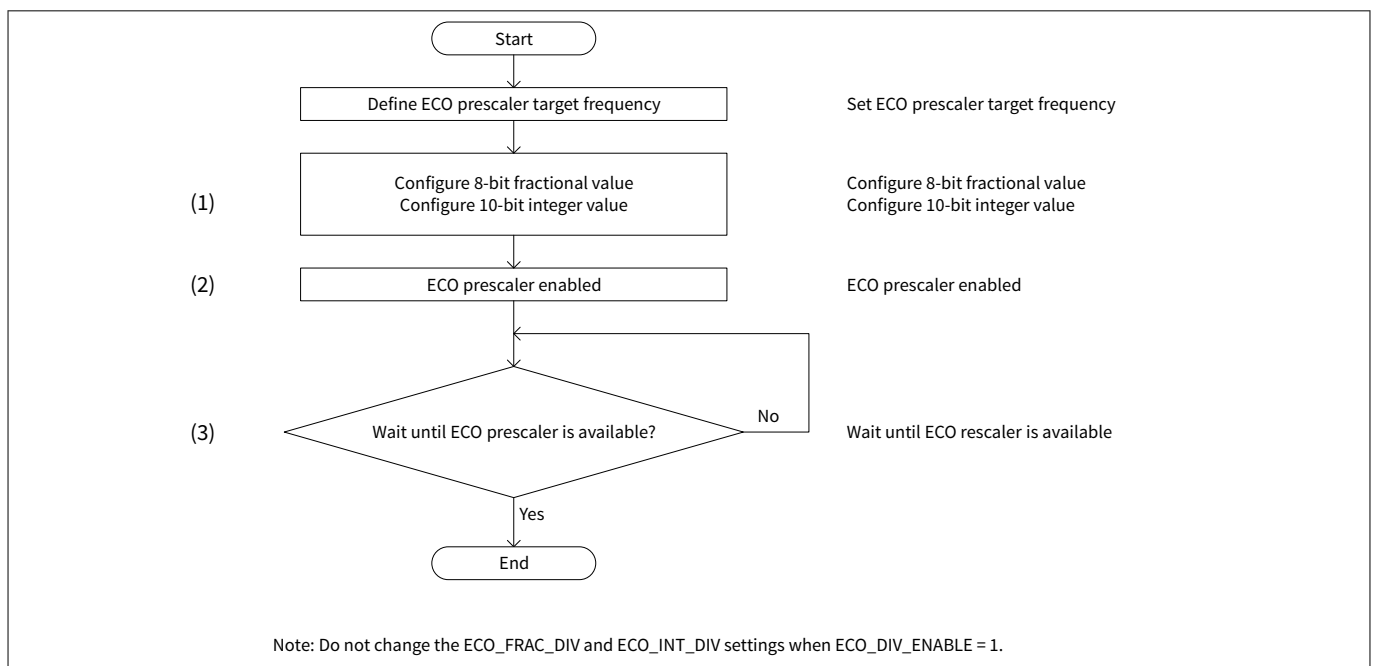 Start
Define ECO prescaler target frequency
Set ECO prescaler target frequency
(1)
Configure 8-bit fractional value
Configure 10-bit integer value
Configure 8-bit fractional value
Configure 10-bit integer value
(2)
ECO prescaler enabled
ECO prescaler enabled
(3)
Wait until ECO prescaler is available?
No
Wait until ECO rescaler is available
Yes
End
Note: Do not change the ECO_FRAC_DIV and ECO_INT_DIV settings when ECO_DIV_ENABLE = 1.